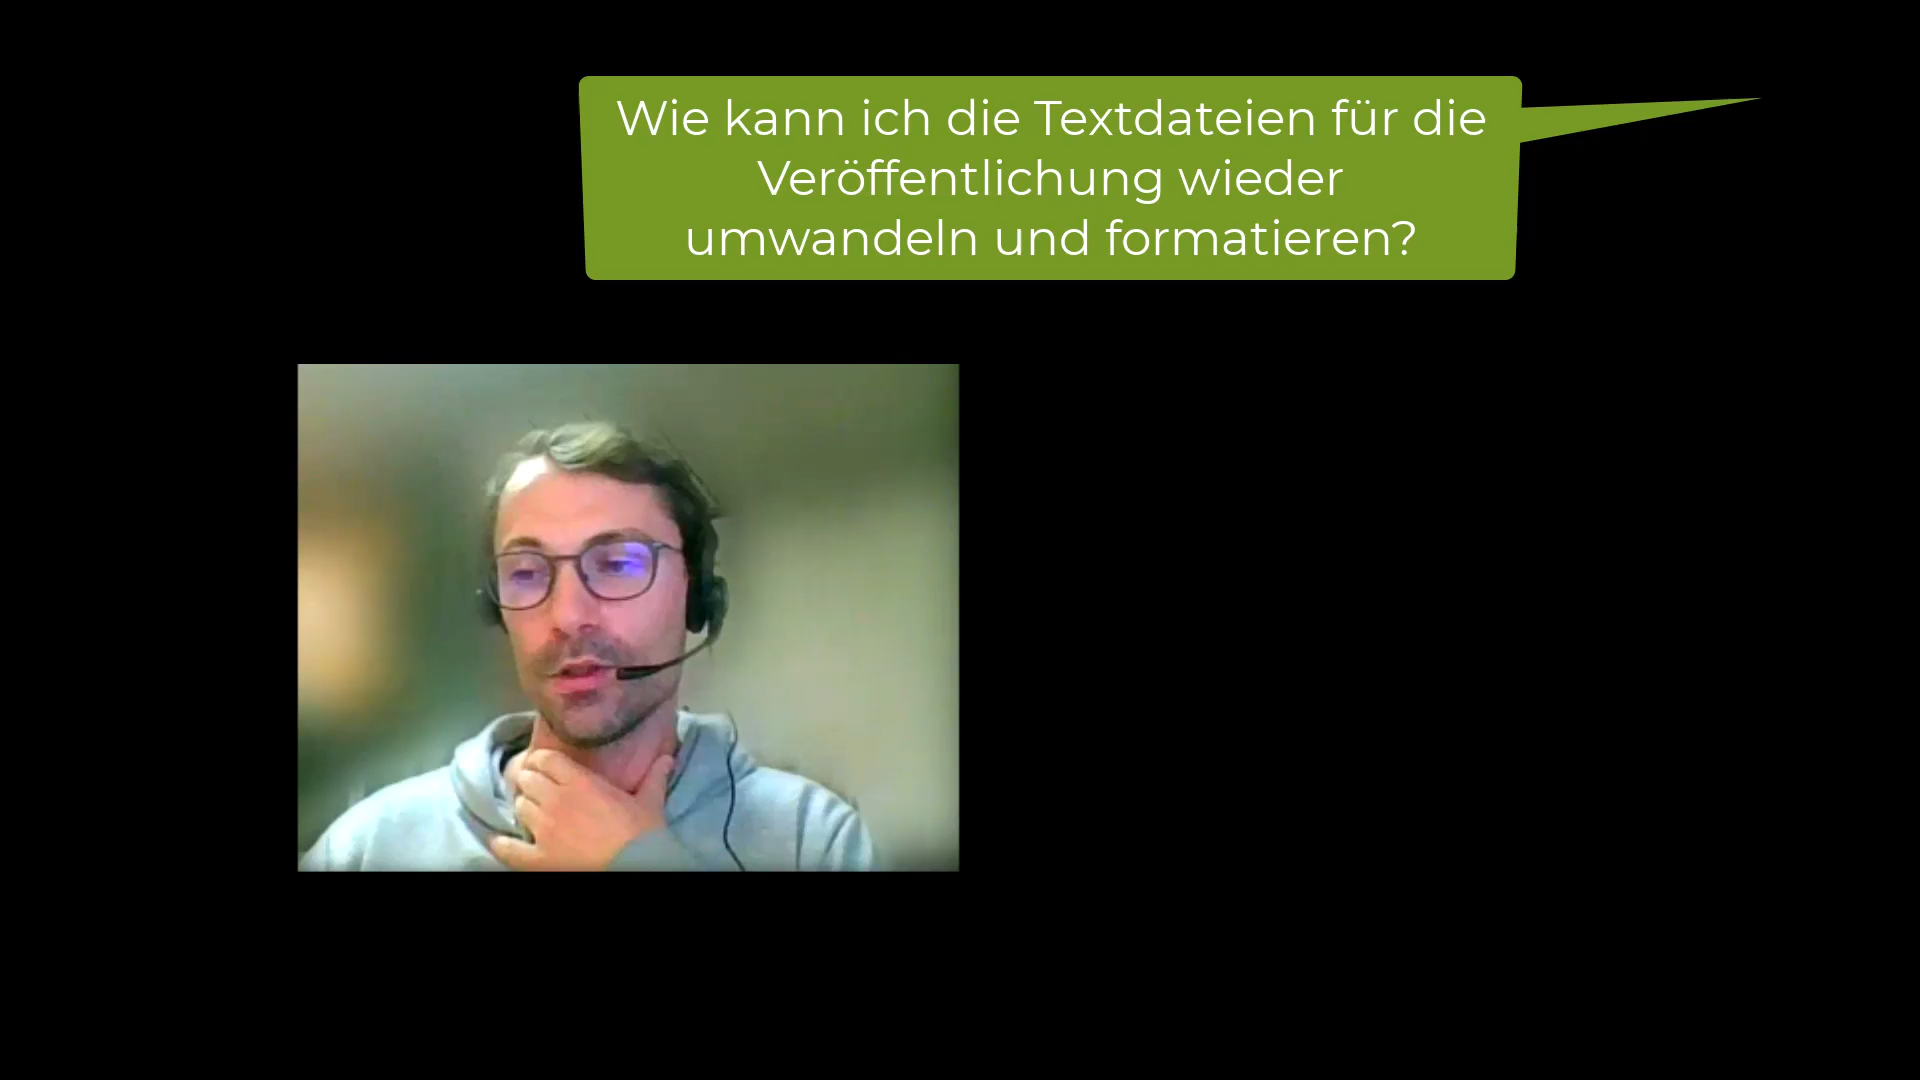 Wie kann ich die Textdateien für die
Veröffentlichung wieder
umwandeln und formatieren?